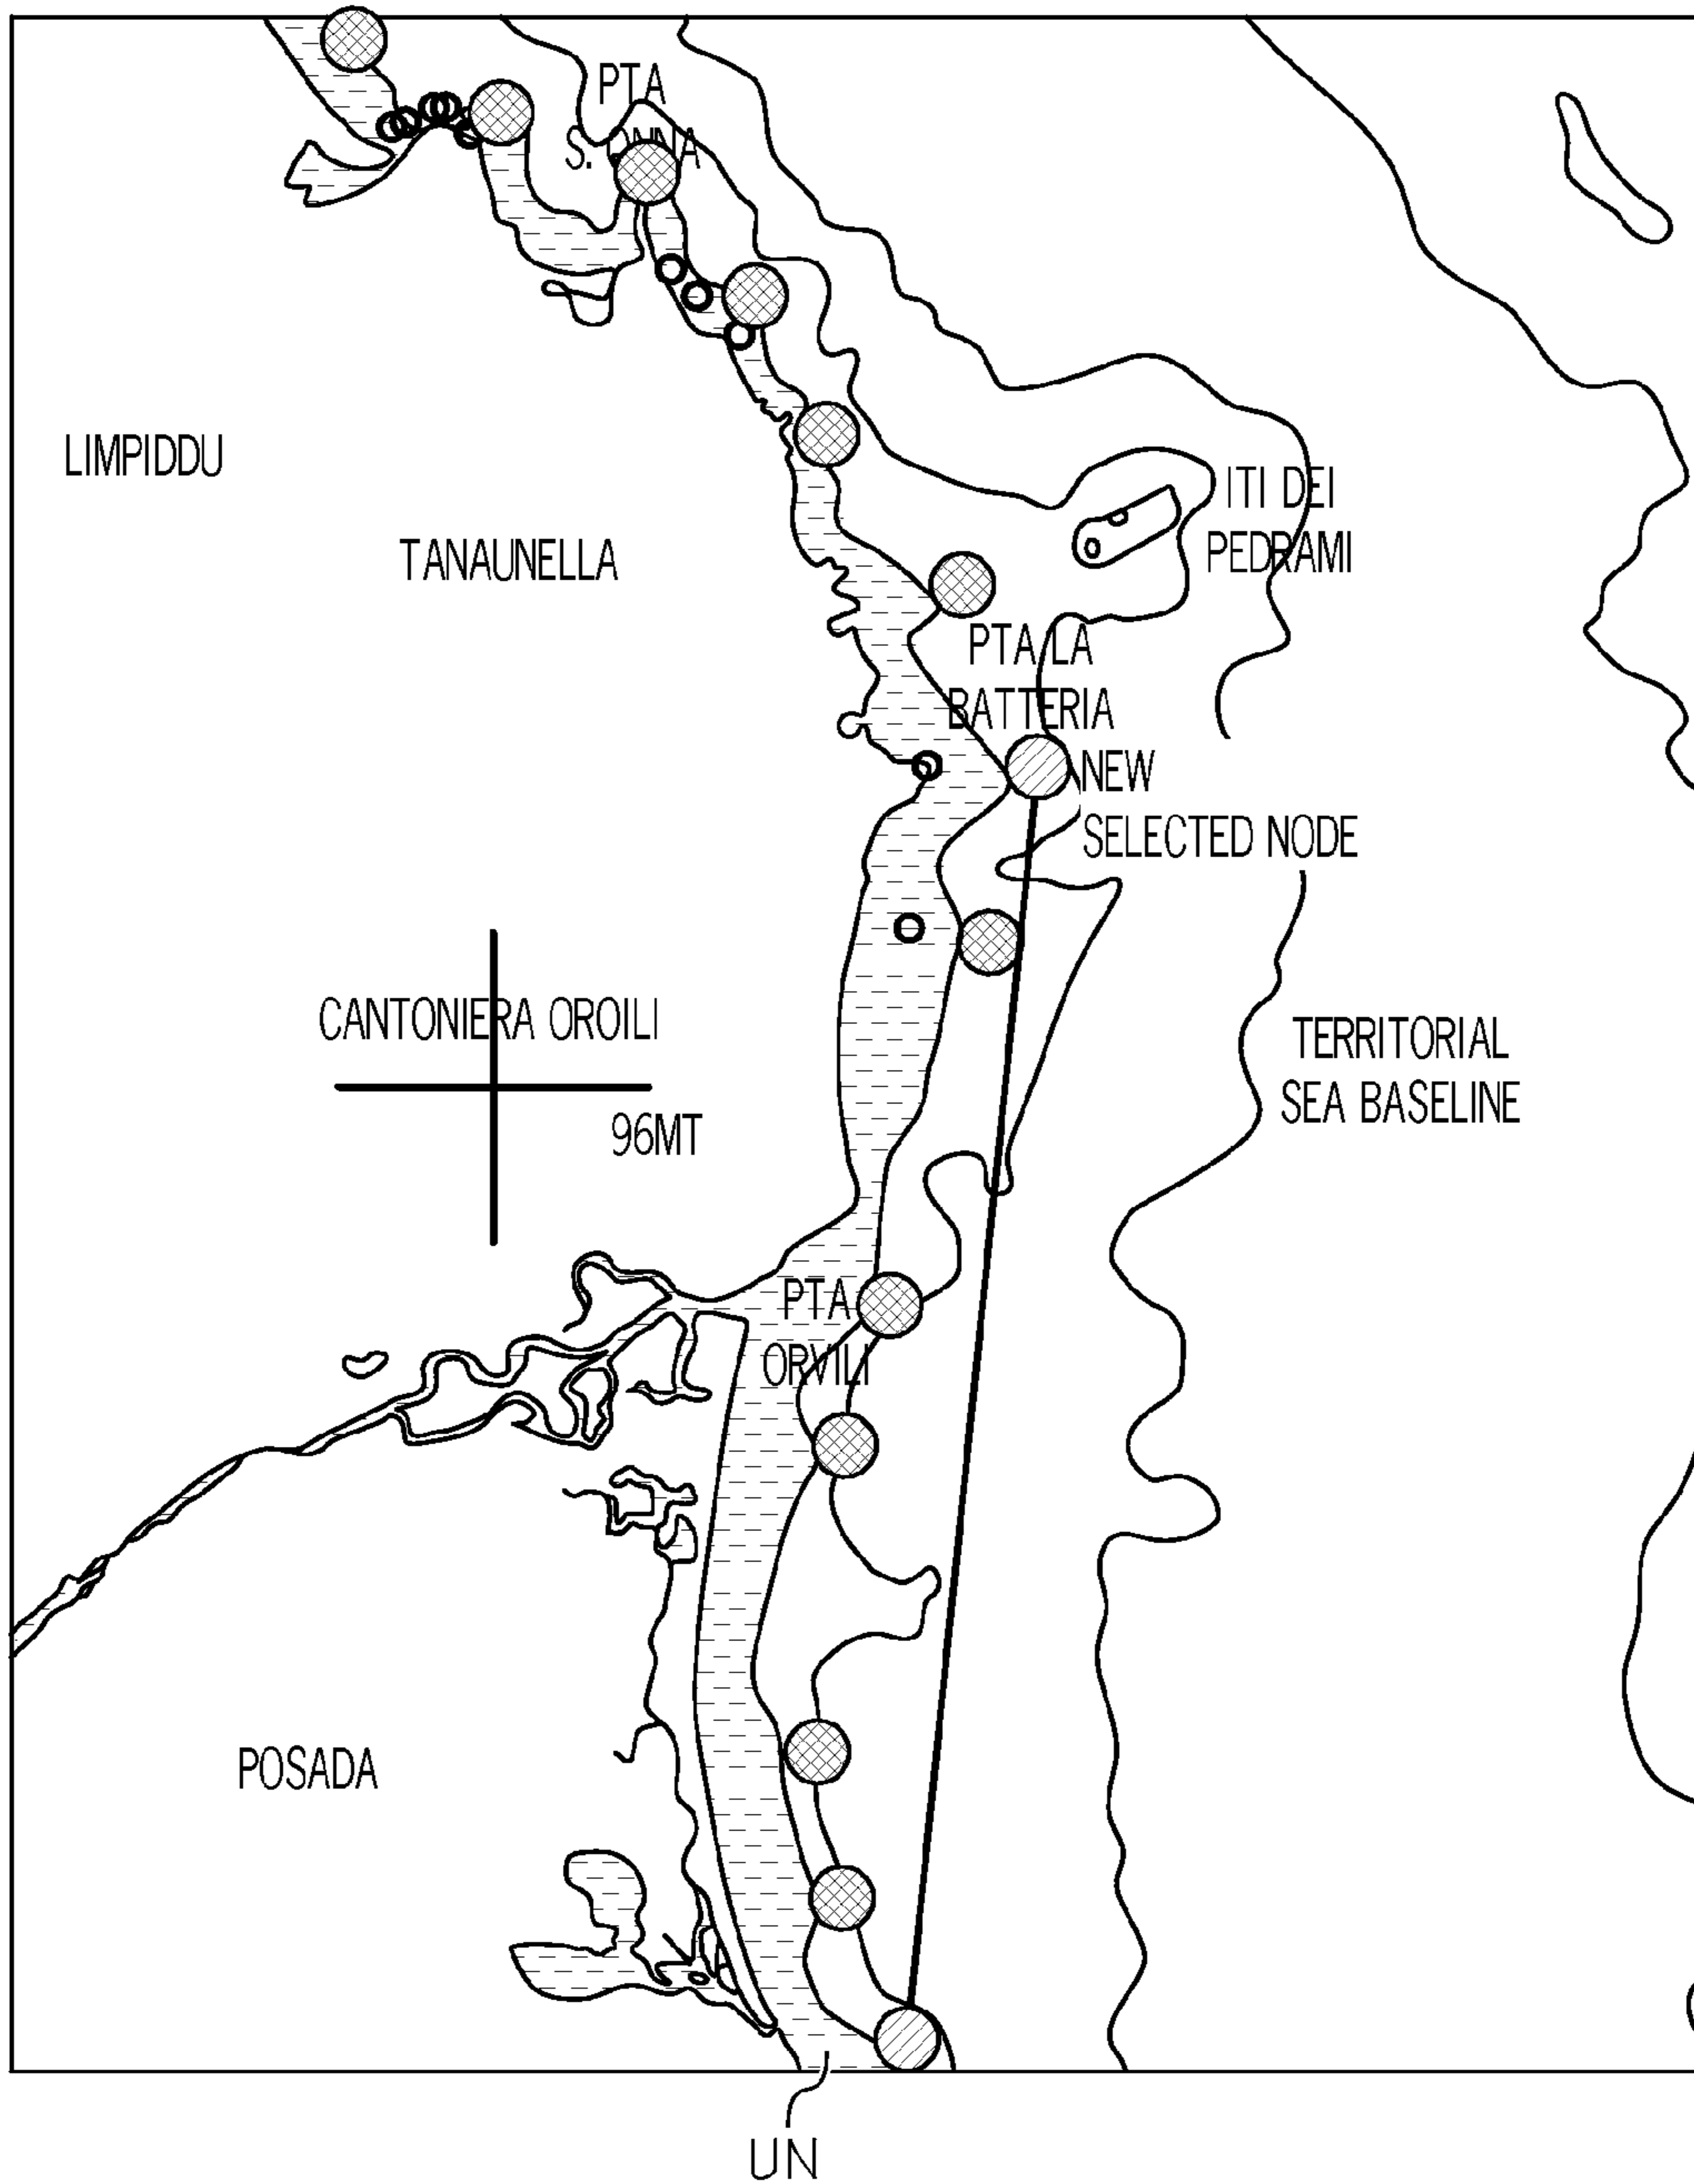 PTA
S. ONNA
LIMPIDDU
ITI DEI
PEDRAMI
TANAUNELLA
PTA LA
BATTERIA
NEW
SELECTED NODE
CANTONIERA OROILI
TERRITORIAL
SEA BASELINE
96MT
PTA
ORVILI
POSADA
UN